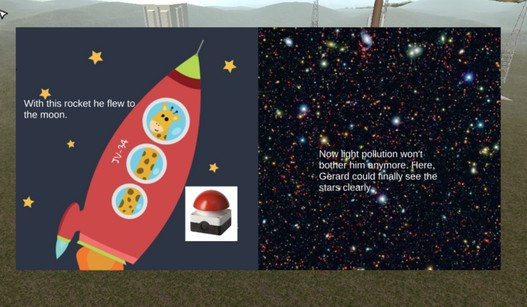 With this rocket he flew to
the moon.
JV-34
Now light pollution won't
bother him anymore. Here,
Gerard could finally see the
stars clearly.